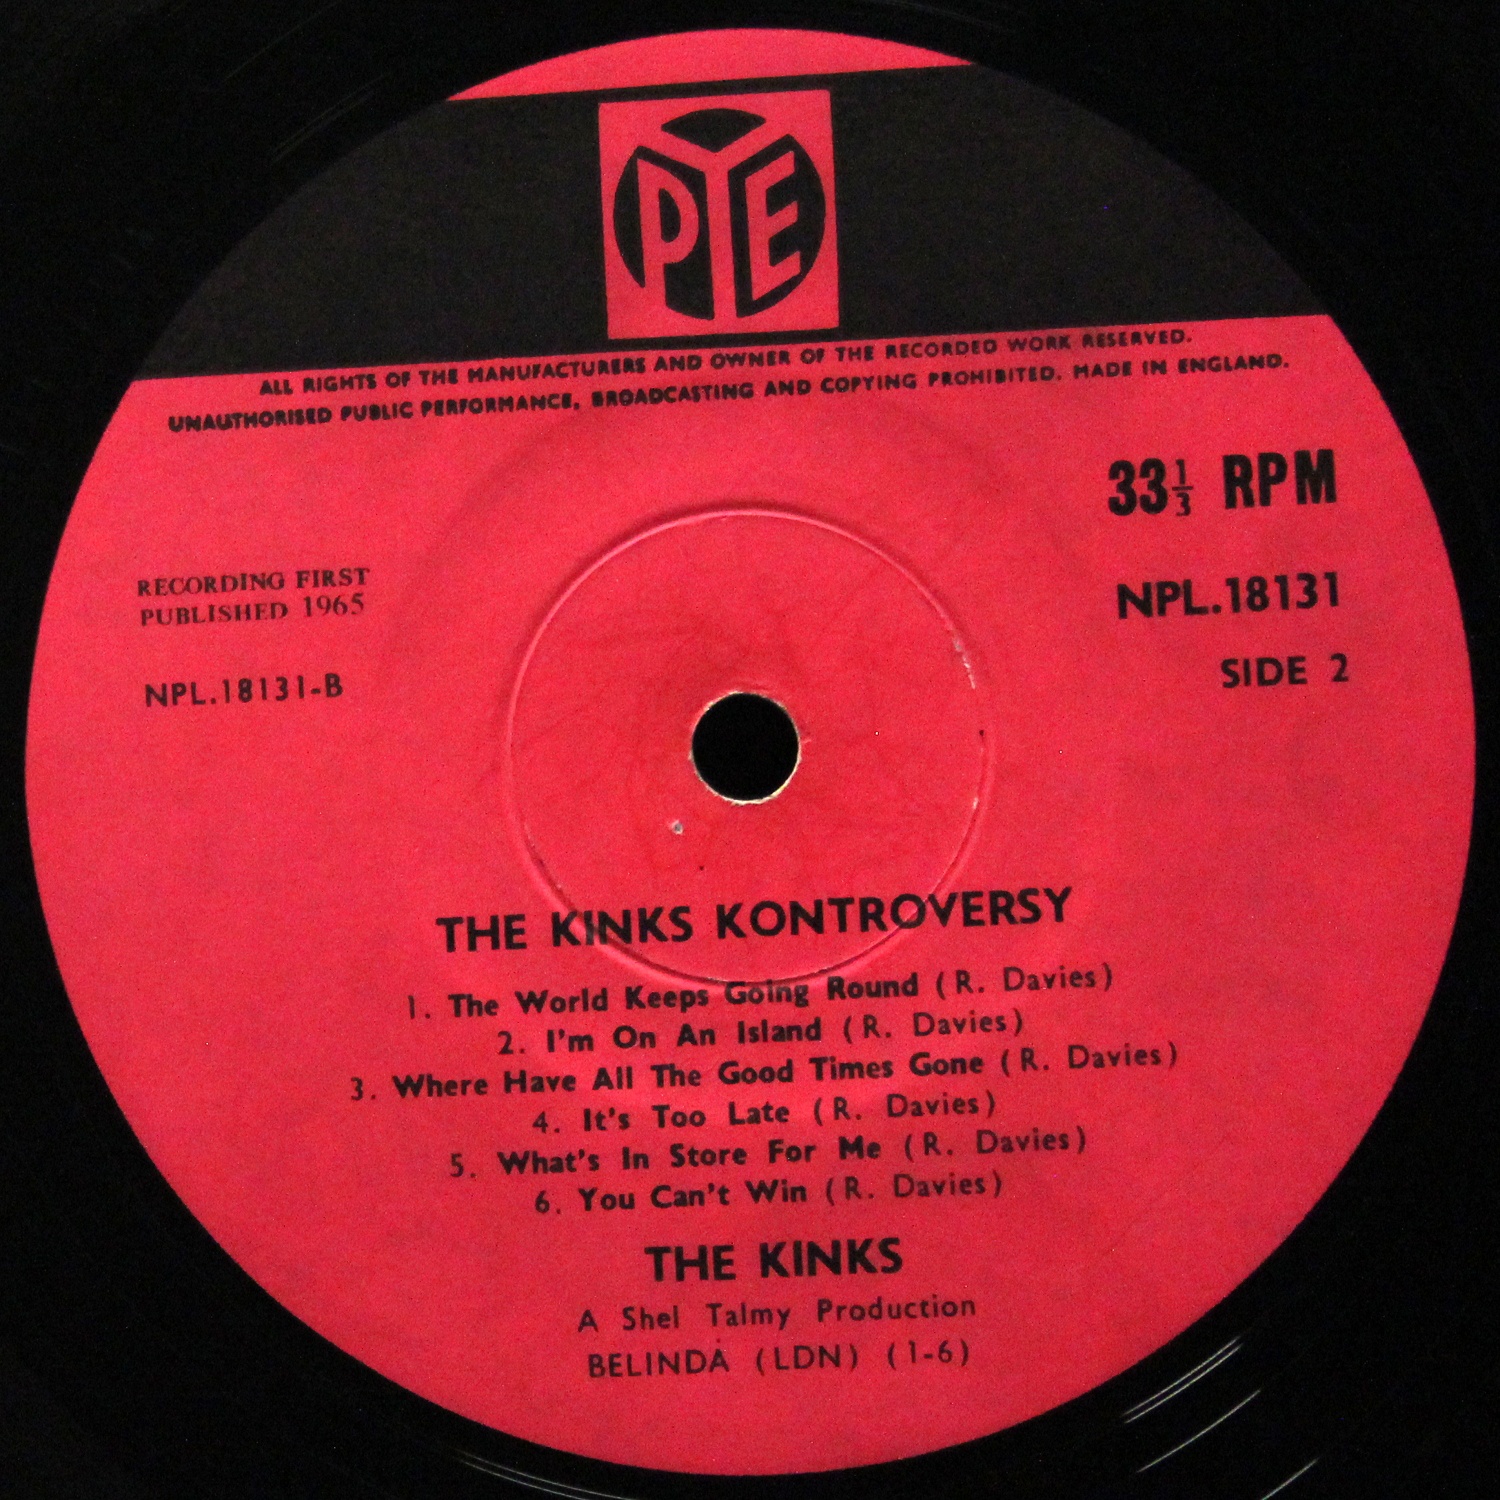 PYE
ALL RIGHTS OF THE MANUFACTURERS AND OWNER OF THE RECORDED WORK RESERVED.
UNAUTHORISED PUBLIC PERFORMANCE, BROADCASTING AND COPYING PROHIBITED. MADE IN ENGLAND.
33⅓ RPM
RECORDING FIRST
PUBLISHED 1965
NPL.18131
NPL.18131-B
SIDE 2
THE KINKS KONTROVERSY
1. The World Keeps Going Round (R. Davies)
2. I'm On An Island (R. Davies)
3. Where Have All The Good Times Gone (R. Davies)
4. It's Too Late (R. Davies)
5. What's In Store For Me (R. Davies)
6. You Can't Win (R. Davies)
THE KINKS
A Shel Talmy Production
BELINDA (LDN) (1-6)